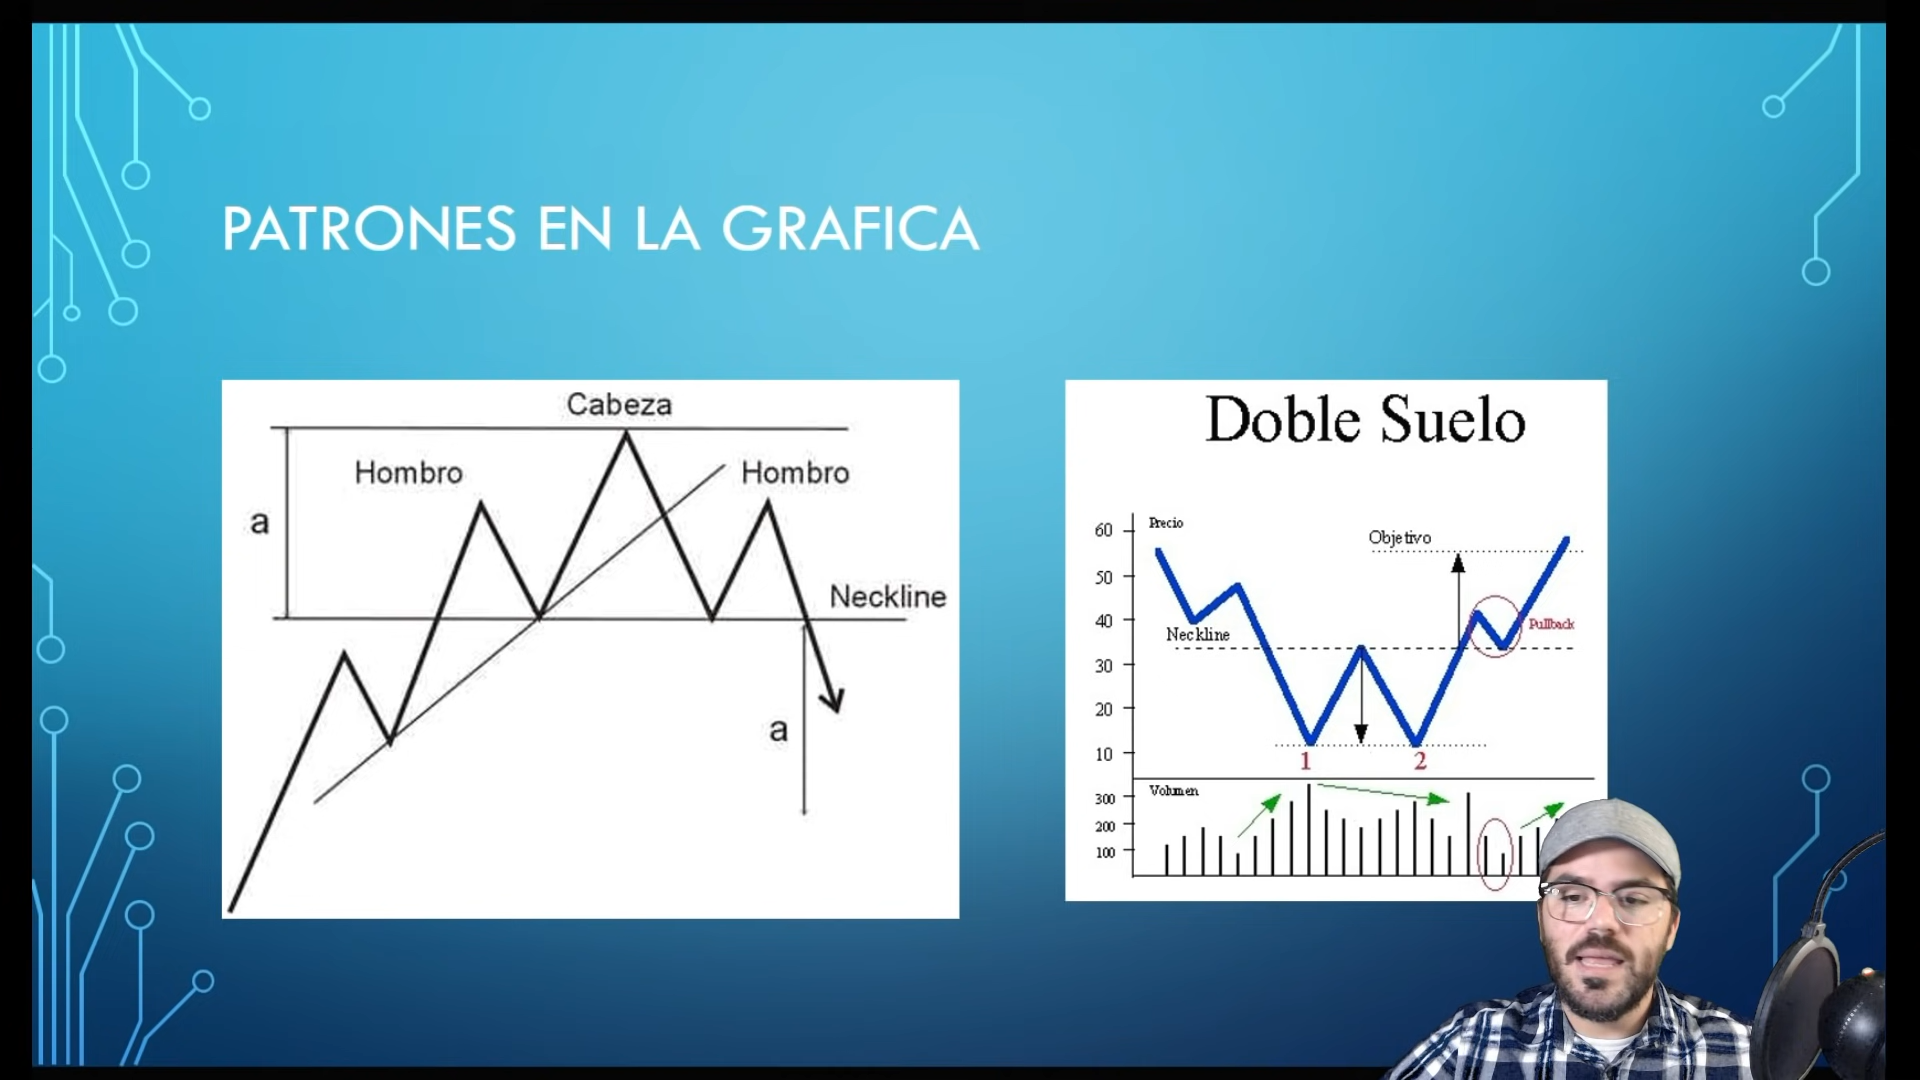 PATRONES EN LA GRAFICA
Cabeza
Hombro
Hombro
a
Neckline
a
Doble Suelo
60
Precio
Objetivo
50
40
Pullback
Neckline
30
20
10
1
2
Volumen
300
200
100